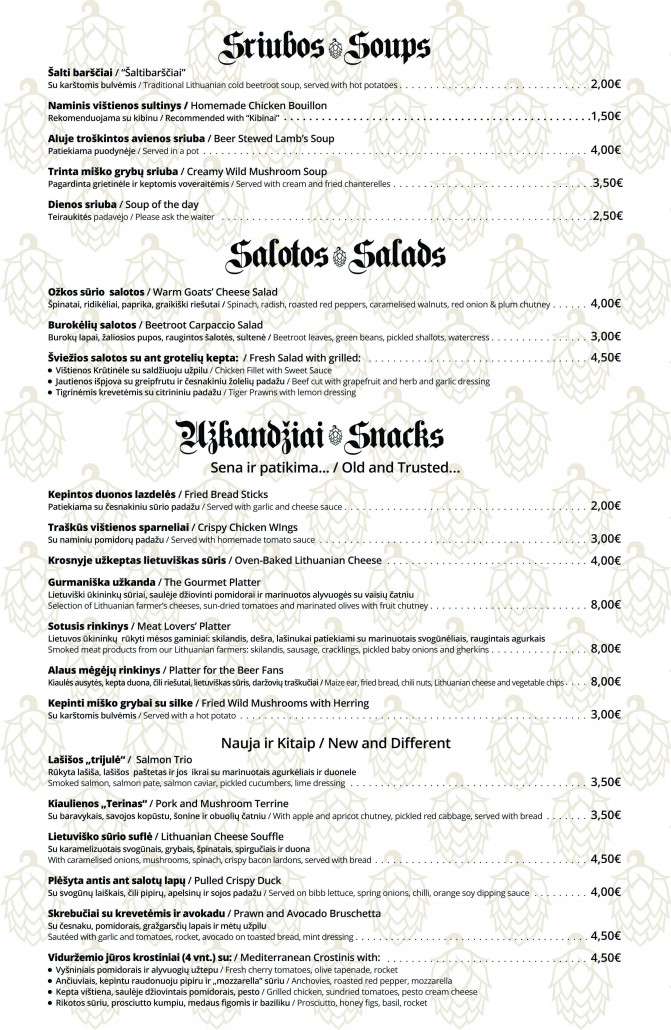 Sriubos Soups
Šalti barščiai / “Šaltibarščiai”
Su karštomis bulvėmis / Traditional Lithuanian cold beetroot soup, served with hot potatoes . . . . . . . . . . 2,00€
Naminis vištienos sultinys / Homemade Chicken Bouillon
Rekomenduojama su kibinu / Recommended with “Kibinai” . . . . . . . . . . 1,50€
Aluje troškintos avienos sriuba / Beer Stewed Lamb’s Soup
Patiekiama puodynėje / Served in a pot . . . . . . . . . . 4,00€
Trinta miško grybų sriuba / Creamy Wild Mushroom Soup
Pagardinta grietinėle ir keptomis voveraitėmis / Served with cream and fried chanterelles . . . . . . . . . . 3,50€
Dienos sriuba / Soup of the day
Teiraukitės padavėjo / Please ask the waiter . . . . . . . . . . 2,50€
Salotos Salads
Ožkos sūrio salotos / Warm Goats’ Cheese Salad
Špinatai, ridikėliai, paprika, graikiški riešutai / Spinach, radish, roasted red peppers, caramelised walnuts, red onion & plum chutney . . . . . . 4,00€
Burokėlių salotos / Beetroot Carpaccio Salad
Burokų lapai, žaliosios pupos, raugintos šalotės, sultenė / Beetroot leaves, green beans, pickled shallots, watercress . . . . . . . . . . 3,00€
Šviežios salotos su ant grotelių kepta: / Fresh Salad with grilled: . . . . . . . . . . 4,50€
● Vištienos Krūtinėle su saldžiuoju užpilu / Chicken Fillet with Sweet Sauce
● Jautienos išpjova su greipfrutu ir česnakiniu žolelių padažu / Beef cut with grapefruit and herb and garlic dressing
● Tigrinėmis krevetėmis su citrininiu padažu / Tiger Prawns with lemon dressing
Užkandžiai Snacks
Sena ir patikima... / Old and Trusted...
Kepintos duonos lazdelės / Fried Bread Sticks
Patiekiama su česnakiniu sūrio padažu / Served with garlic and cheese sauce . . . . . . . . . . 2,00€
Traškūs vištienos sparneliai / Crispy Chicken WIngs
Su naminiu pomidorų padažu / Served with homemade tomato sauce . . . . . . . . . . 3,00€
Krosnyje užkeptas lietuviškas sūris / Oven-Baked Lithuanian Cheese . . . . . . . . . . 4,00€
Gurmaniška užkanda / The Gourmet Platter
Lietuviški ūkininkų sūriai, saulėje džiovinti pomidorai ir marinuotos alyvuogės su vaisių čatniu
Selection of Lithuanian farmer’s cheeses, sun-dried tomatoes and marinated olives with fruit chutney . . . . . . . . . . 8,00€
Sotusis rinkinys / Meat Lovers’ Platter
Lietuvos ūkininkų rūkyti mėsos gaminiai: skilandis, dešra, lašinukai patiekiami su marinuotais svogūnėliais, raugintais agurkais
Smoked meat products from our Lithuanian farmers: skilandis, sausage, cracklings, pickled baby onions and gherkins . . . . . . . . . . 8,00€
Alaus mėgėjų rinkinys / Platter for the Beer Fans
Kiaulės ausytės, kepta duona, čili riešutai, lietuviškas sūris, daržovių traškučiai / Maize ear, fried bread, chili nuts, Lithuanian cheese and vegetable chips . . . . 8,00€
Kepinti miško grybai su silke / Fried Wild Mushrooms with Herring
Su karštomis bulvėmis / Served with a hot potato . . . . . . . . . . 3,00€
Nauja ir Kitaip / New and Different
Lašišos „trijulė“ / Salmon Trio
Rūkyta lašiša, lašišos paštetas ir jos ikrai su marinuotais agurkėliais ir duonele
Smoked salmon, salmon pate, salmon caviar, pickled cucumbers, lime dressing . . . . . . . . . . 3,50€
Kiaulienos „Terinas“ / Pork and Mushroom Terrine
Su baravykais, savojos kopūstu, šonine ir obuolių čatniu / With apple and apricot chutney, pickled red cabbage, served with bread . . . . . . . 3,50€
Lietuviško sūrio suflė / Lithuanian Cheese Souffle
Su karamelizuotais svogūnais, grybais, špinatais, spirgučiais ir duona
With caramelised onions, mushrooms, spinach, crispy bacon lardons, served with bread . . . . . . . . . . 4,50€
Plėšyta antis ant salotų lapų / Pulled Crispy Duck
Su svogūnų laiškais, čili pipirų, apelsinų ir sojos padažu / Served on bibb lettuce, spring onions, chilli, orange soy dipping sauce . . . . . . . . . 4,00€
Skrebučiai su krevetėmis ir avokadu / Prawn and Avocado Bruschetta
Su česnaku, pomidorais, gražgarsčių lapais ir mėtų užpilu
Sautéed with garlic and tomatoes, rocket, avocado on toasted bread, mint dressing . . . . . . . . . . 4,50€
Viduržemio jūros krostiniai (4 vnt.) su: / Mediterranean Crostinis with: . . . . . . . . . . 4,50€
● Vyšniniais pomidorais ir alyvuogių užtepu / Fresh cherry tomatoes, olive tapenade, rocket
● Ančiuviais, kepintu raudonuoju pipiru ir „mozzarella“ sūriu / Anchovies, roasted red pepper, mozzarella
● Kepta vištiena, saulėje džiovintais pomidorais, pesto / Grilled chicken, sundried tomatoes, pesto cream cheese
● Rikotos sūriu, prosciutto kumpiu, medaus figomis ir baziliku / Prosciutto, honey figs, basil, rocket